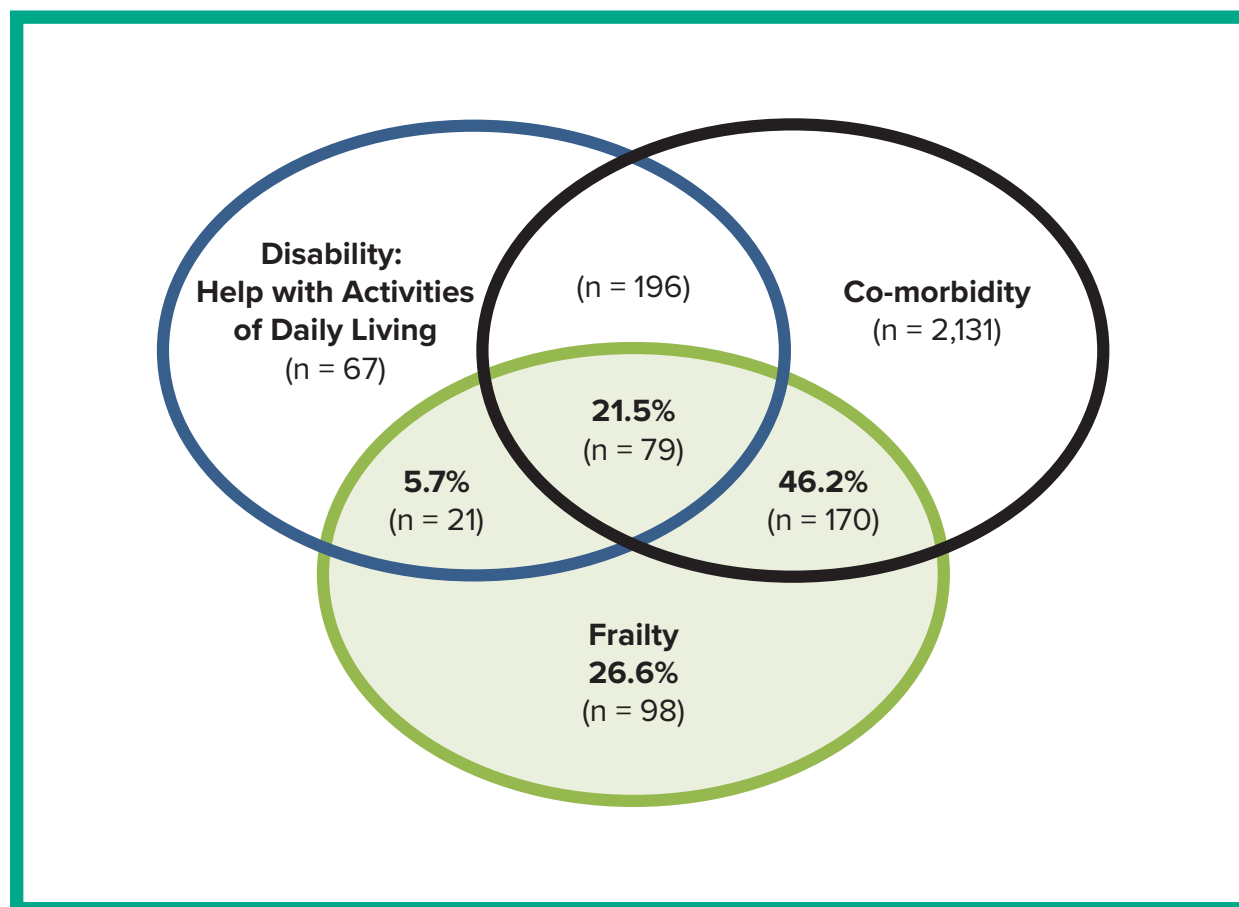 Disability:
Help with Activities
of Daily Living
(n = 67)
(n = 196)
Co-morbidity
(n = 2,131)
21.5%
(n = 79)
5.7%
(n = 21)
46.2%
(n = 170)
Frailty
26.6%
(n = 98)